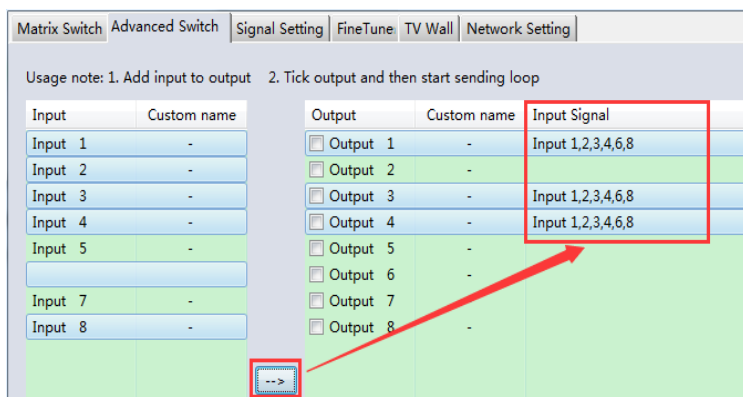 Matrix Switch Advanced Switch Signal Setting FineTune TV Wall Network Setting
Usage note: 1. Add input to output 2. Tick output and then start sending loop
Input Custom name Output Custom name Input Signal
Input 1 - Output 1 - Input 1,2,3,4,6,8
Input 2 - Output 2 -
Input 3 - Output 3 - Input 1,2,3,4,6,8
Input 4 - Output 4 - Input 1,2,3,4,6,8
Input 5 - Output 5 -
Output 6 -
Input 7 - Output 7 -
Input 8 - Output 8 -
-->